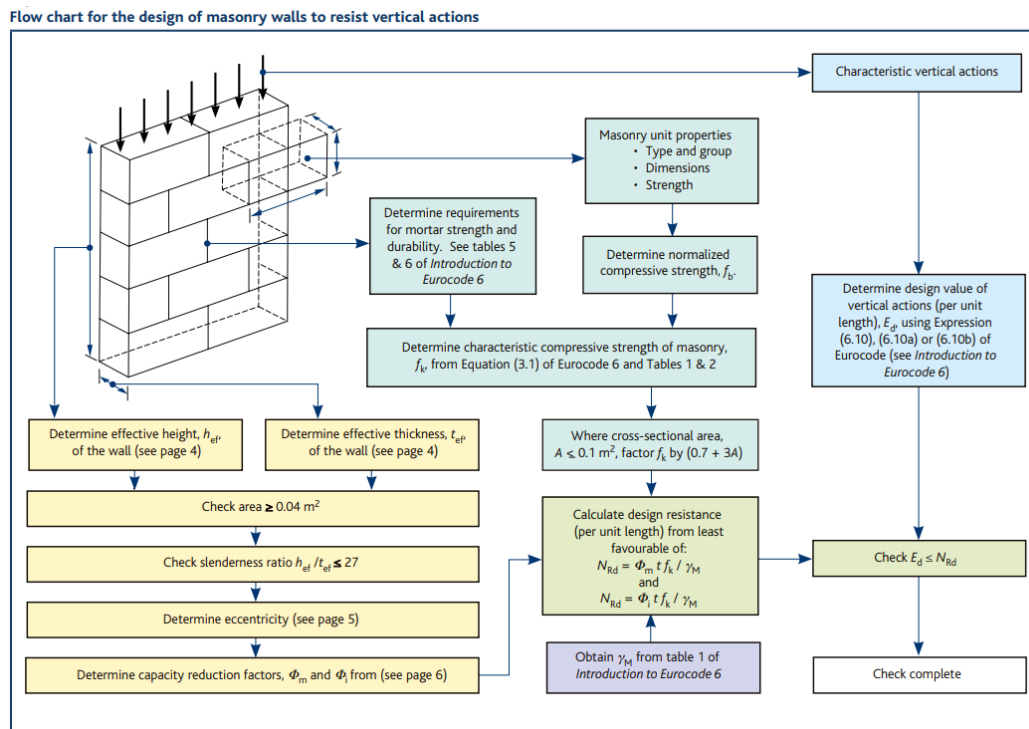 Flow chart for the design of masonry walls to resist vertical actions
Characteristic vertical actions
Masonry unit properties
• Type and group
• Dimensions
• Strength
Determine requirements
for mortar strength and
durability. See tables 5
& 6 of Introduction to
Eurocode 6
Determine normalized
compressive strength, fb.
Determine design value of
vertical actions (per unit
length), Ed, using Expression
(6.10), (6.10a) or (6.10b) of
Eurocode (see Introduction to
Eurocode 6)
Determine characteristic compressive strength of masonry,
fk, from Equation (3.1) of Eurocode 6 and Tables 1 & 2
Determine effective height, hef,
of the wall (see page 4)
Determine effective thickness, tef,
of the wall (see page 4)
Where cross-sectional area,
A ≤ 0.1 m², factor fk by (0.7 + 3A)
Check area ≥ 0.04 m²
Check slenderness ratio hef /tef ≤ 27
Determine eccentricity (see page 5)
Determine capacity reduction factors, Φm and Φi from (see page 6)
Calculate design resistance
(per unit length) from least
favourable of:
NRd = Φm t fk / γM
and
NRd = Φi t fk / γM
Check Ed ≤ NRd
Obtain γM from table 1 of
Introduction to Eurocode 6
Check complete